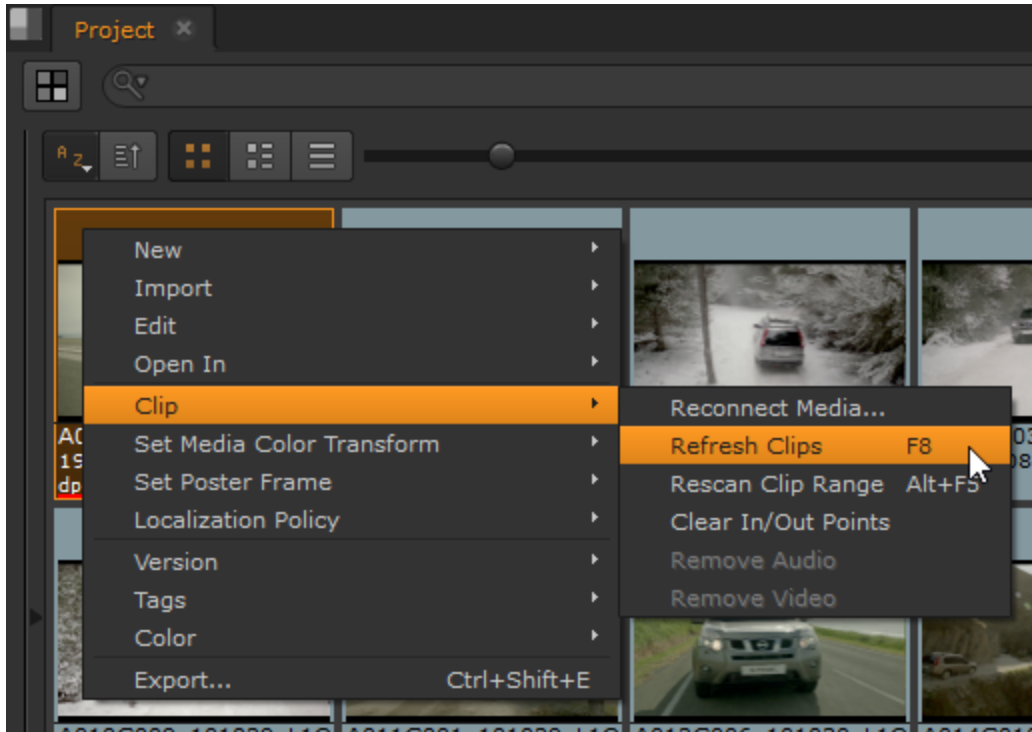 Project
A Z
New
Import
Edit
Open In
Clip
Set Media Color Transform
Set Poster Frame
Localization Policy
Version
Tags
Color
Export... Ctrl+Shift+E
Reconnect Media...
Refresh Clips F8
Rescan Clip Range Alt+F5
Clear In/Out Points
Remove Audio
Remove Video